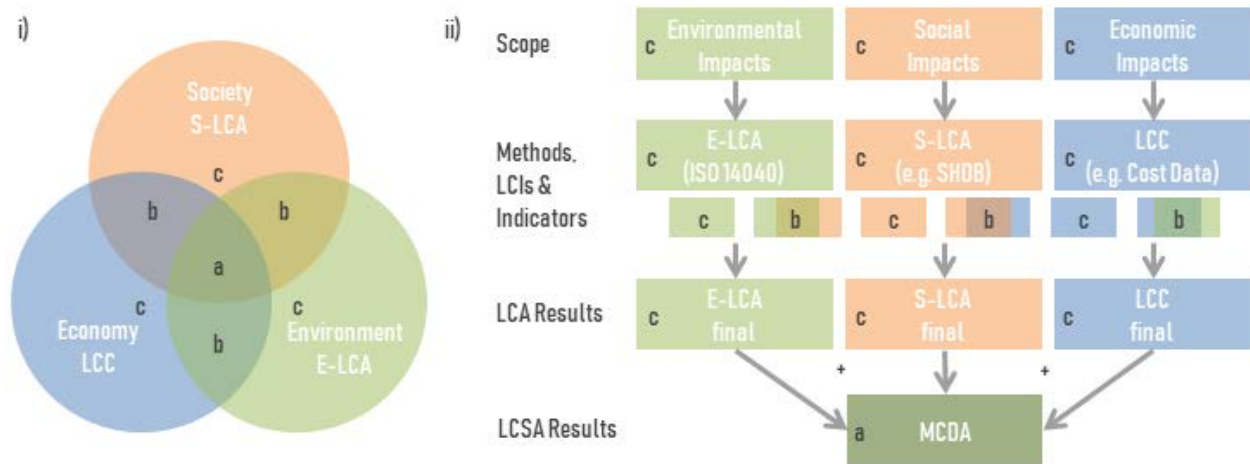 i)
Society
S-LCA
c
b
b
a
c
c
Economy
LCC
Environment
E-LCA
b
ii)
Scope
c
Environmental
Impacts
c
Social
Impacts
c
Economic
Impacts
Methods,
LCIs &
Indicators
c
E-LCA
(ISO 14040)
c
S-LCA
(e.g. SHDB)
c
LCC
(e.g. Cost Data)
c
b
c
b
c
b
LCA Results
c
E-LCA
final
c
S-LCA
final
c
LCC
final
+
+
LCSA Results
a
MCDA